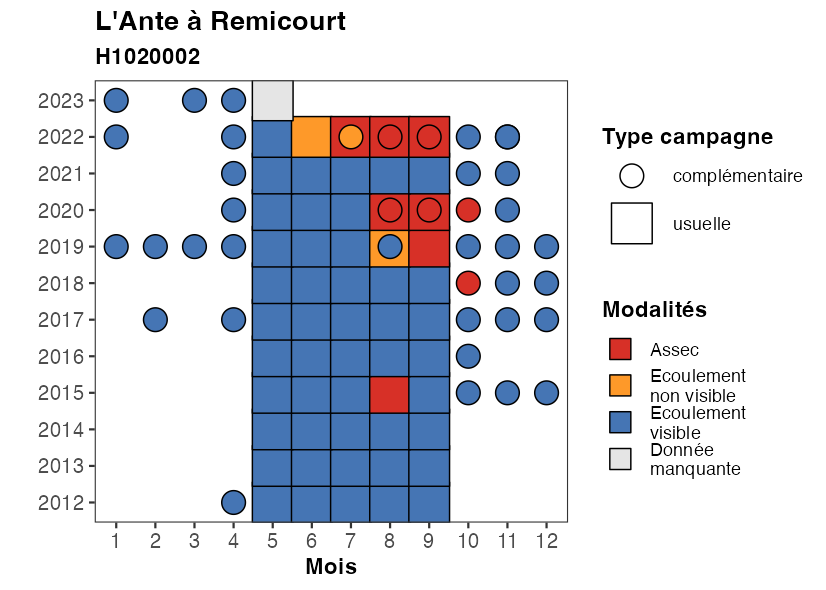 L'Ante à Remicourt
H1020002
2023
2022
2021
2020
2019
2018
2017
2016
2015
2014
2013
2012
1 2 3 4 5 6 7 8 9 10 11 12
Mois
Type campagne
complémentaire
usuelle
Modalités
Assec
Ecoulement
non visible
Ecoulement
visible
Donnée
manquante